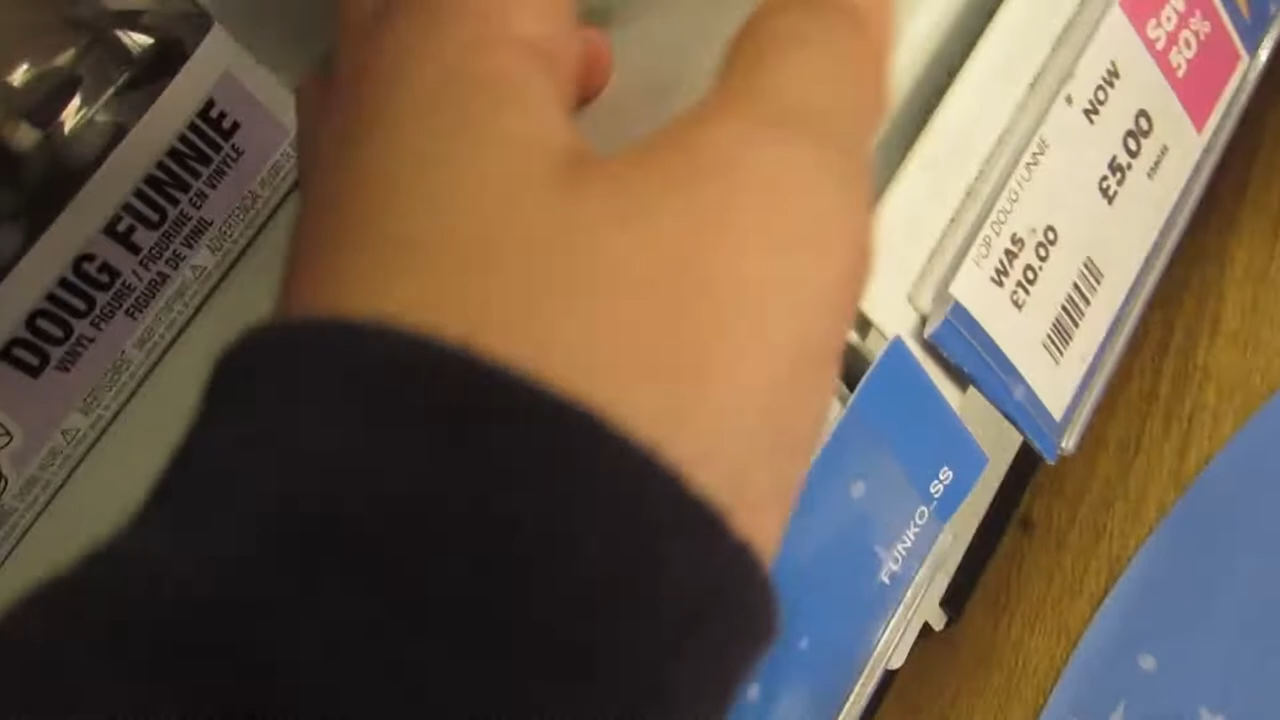 DOUG FUNNIE
VINYL FIGURE / FIGURINE EN VINYLE
FIGURA DE VINIL
ADVERTENCIA
POP DOUG FUNNIE
WAS
£10.00
NOW
£5.00
Save
50%
FUNKO_SS